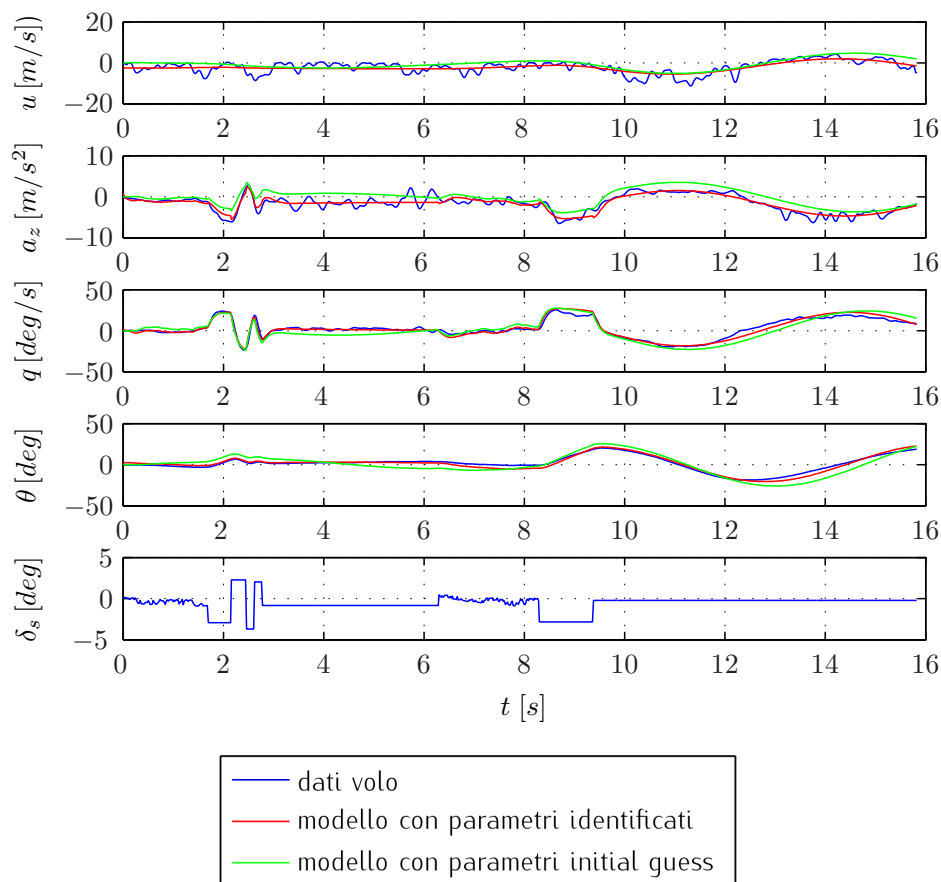 u [m/s])
20
0
−20
0 2 4 6 8 10 12 14 16
a_z [m/s²]
10
0
−10
0 2 4 6 8 10 12 14 16
q [deg/s]
50
0
−50
0 2 4 6 8 10 12 14 16
θ [deg]
50
0
−50
0 2 4 6 8 10 12 14 16
δ_s [deg]
5
0
−5
0 2 4 6 8 10 12 14 16
t [s]
dati volo
modello con parametri identificati
modello con parametri initial guess